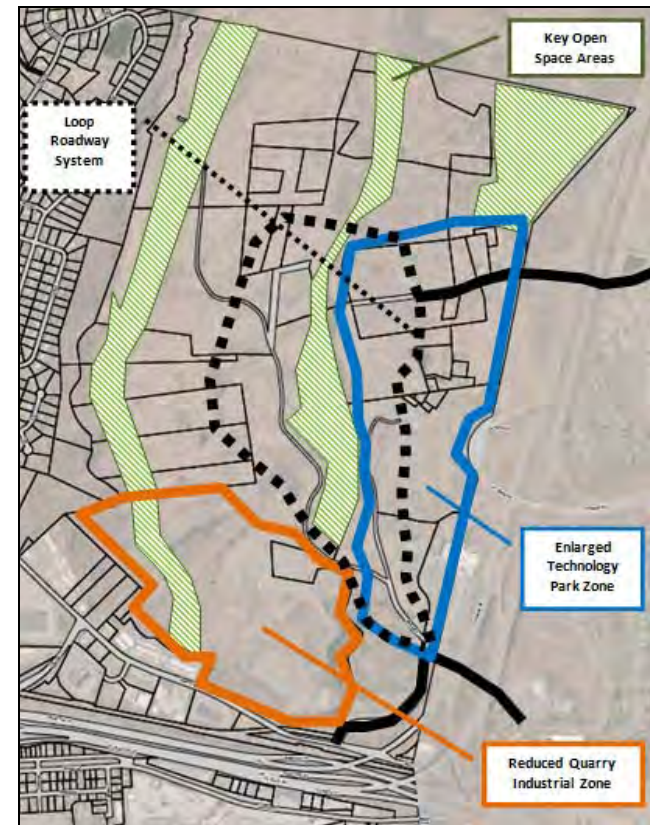 Key Open
Space Areas
Loop
Roadway
System
Enlarged
Technology
Park Zone
Reduced Quarry
Industrial Zone